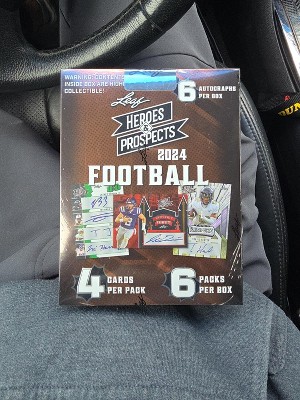 WARNING: CONTENTS
INSIDE BOX ARE HIGHLY
COLLECTIBLE!
6
AUTOGRAPHS
PER BOX
Leaf
HEROES
&
PROSPECTS
2024
FOOTBALL
4
CARDS
PER PACK
6
PACKS
PER BOX